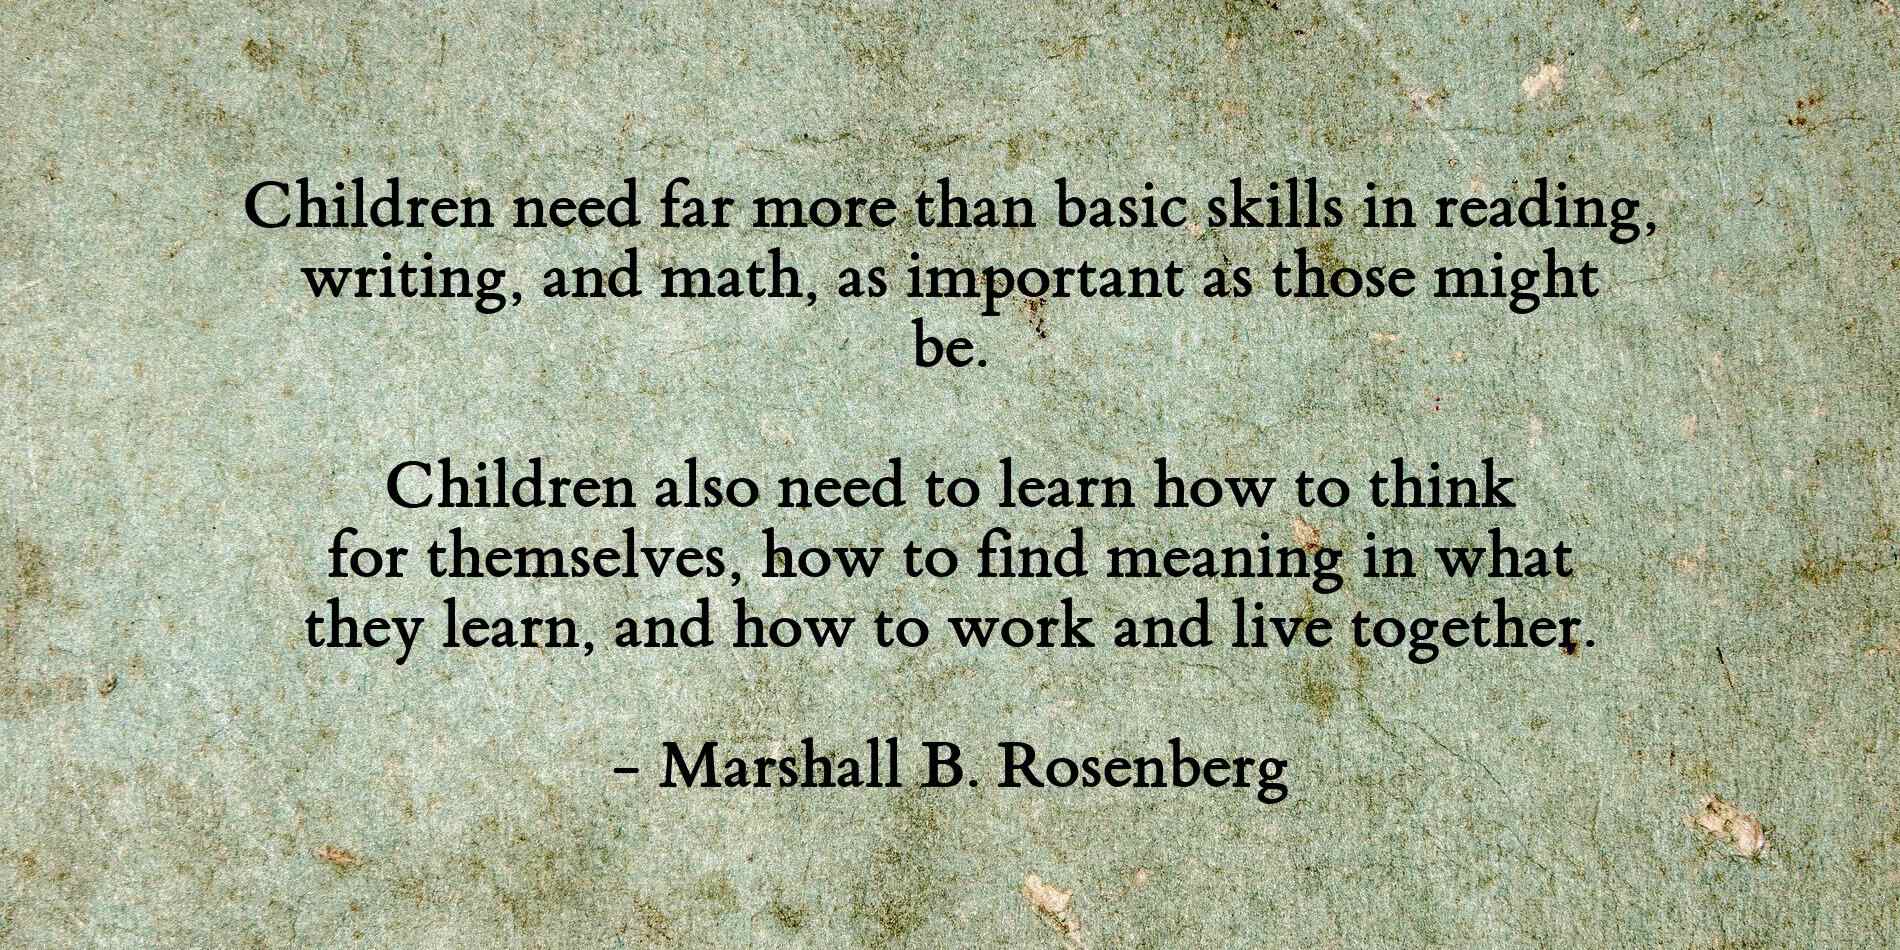 Children need far more than basic skills in reading,
writing, and math, as important as those might
be.
Children also need to learn how to think
for themselves, how to find meaning in what
they learn, and how to work and live together.
- Marshall B. Rosenberg